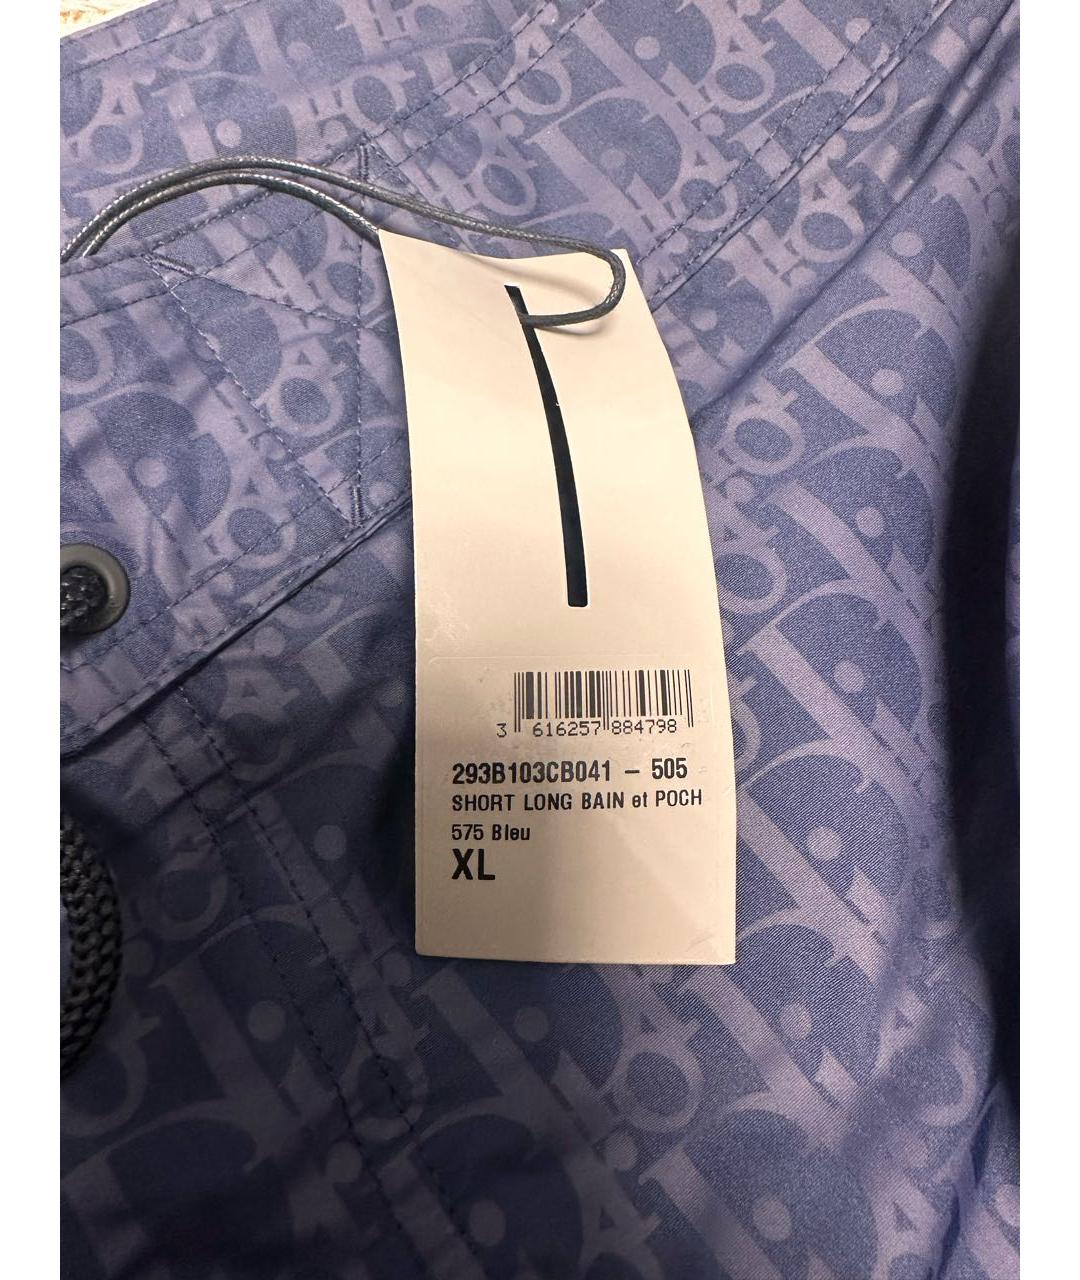 3 616257 884798
293B103CB041 – 505
SHORT LONG BAIN et POCH
575 Bleu
XL